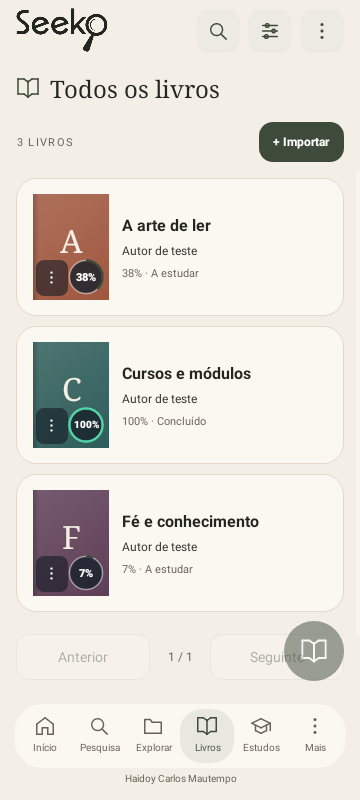 Seeko
Todos os livros
3 LIVROS
+ Importar
A
38%
A arte de ler
Autor de teste
38% · A estudar
C
100%
Cursos e módulos
Autor de teste
100% · Concluído
F
7%
Fé e conhecimento
Autor de teste
7% · A estudar
Anterior
1 / 1
Seguinte
Início
Pesquisa
Explorar
Livros
Estudos
Mais
Haidoy Carlos Mautempo